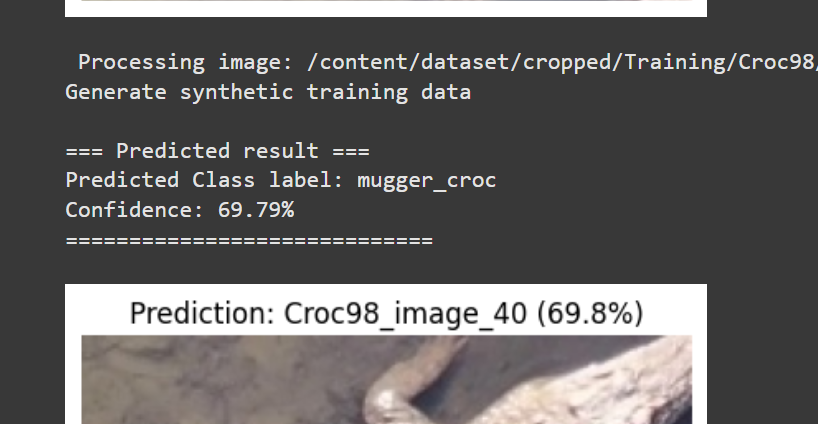 Processing image: /content/dataset/cropped/Training/Croc98/
Generate synthetic training data
=== Predicted result ===
Predicted Class label: mugger_croc
Confidence: 69.79%
=============================
Prediction: Croc98_image_40 (69.8%)